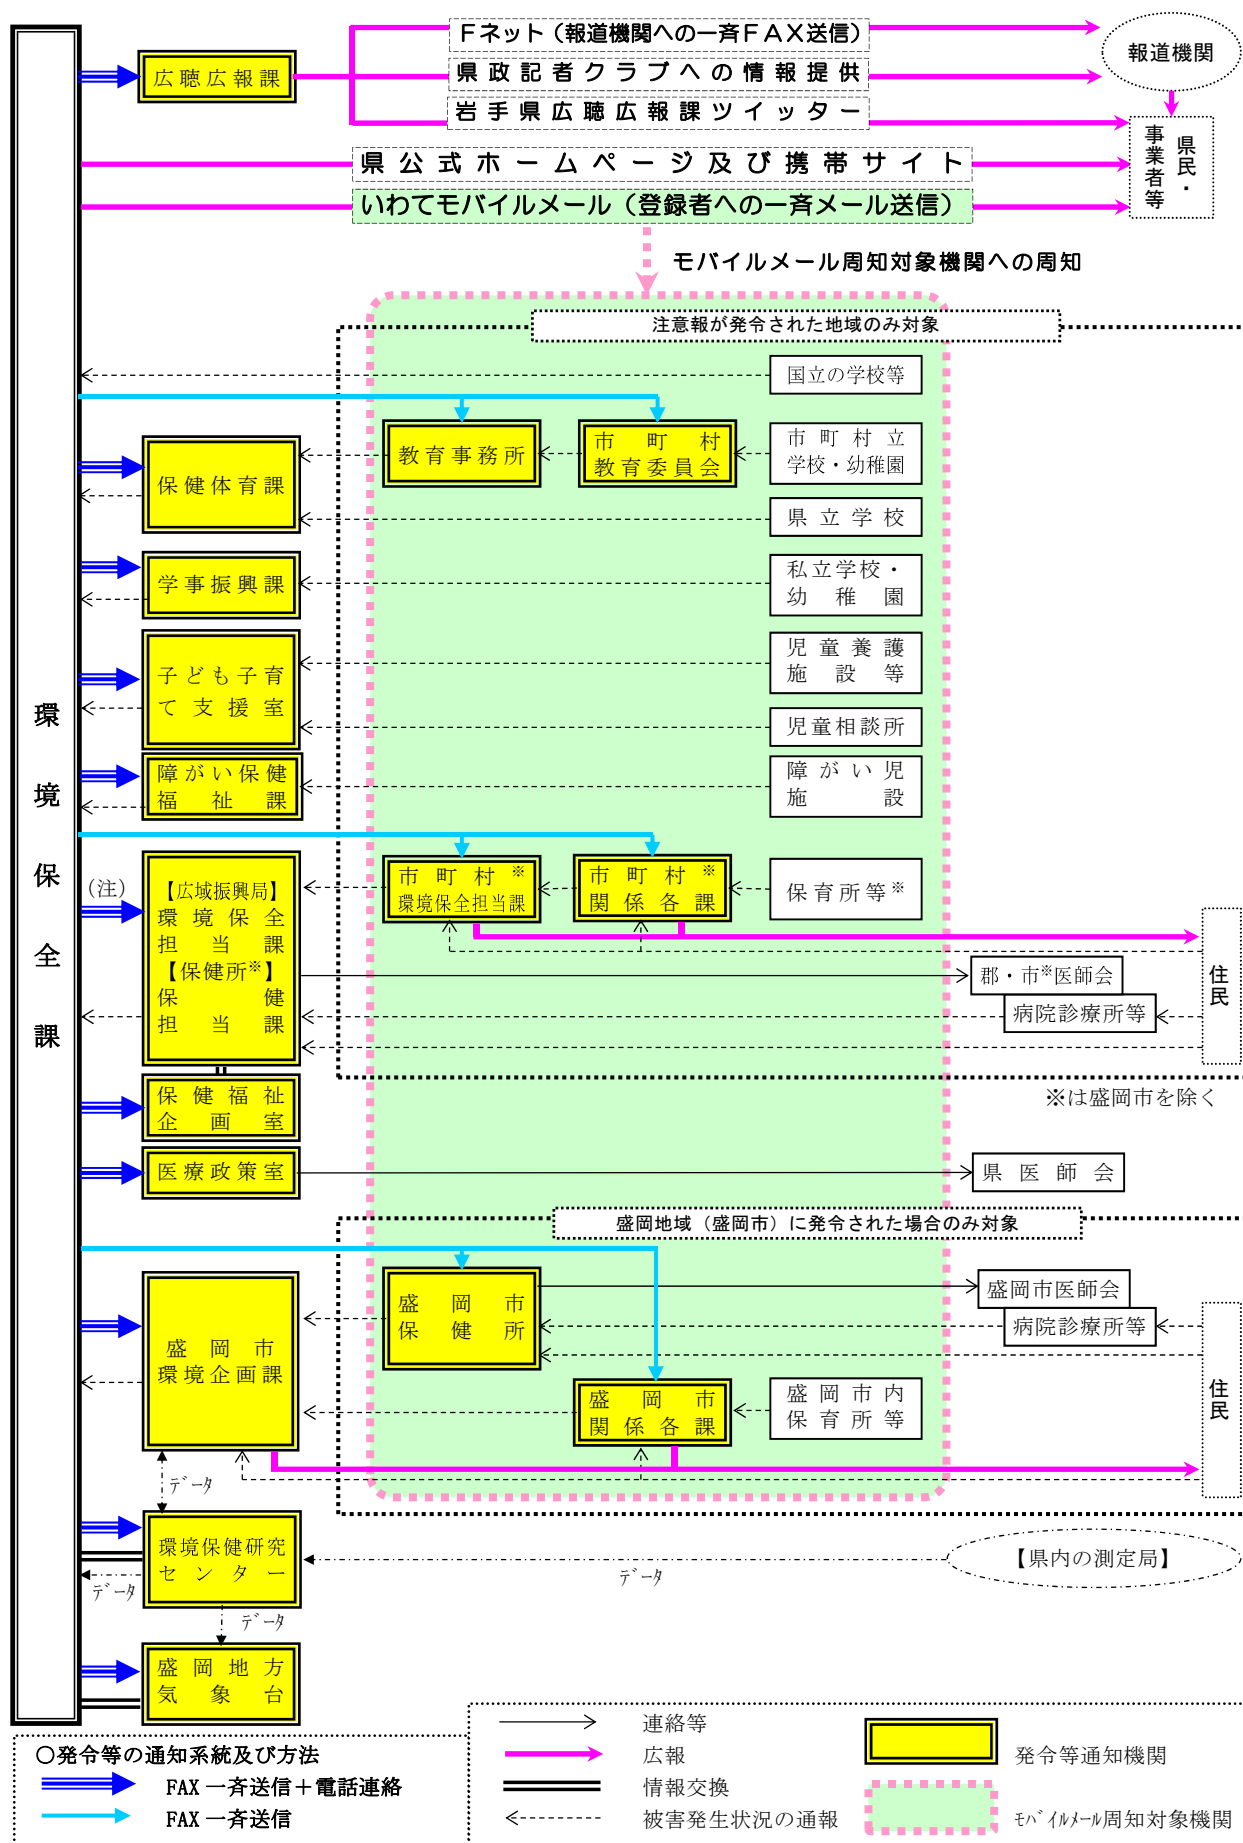 Fネット（報道機関への一斉FAX送信）
報道機関
広聴広報課
県政記者クラブへの情報提供
岩手県広聴広報課ツイッター
県民・
事業者等
県公式ホームページ及び携帯サイト
いわてモバイルメール（登録者への一斉メール送信）
モバイルメール周知対象機関への周知
注意報が発令された地域のみ対象
国立の学校等
教育事務所
市町村
教育委員会
市町村立
学校・幼稚園
保健体育課
県立学校
学事振興課
私立学校・
幼稚園
子ども子育
て支援室
児童養護
施設等
児童相談所
障がい保健
福祉課
障がい児
施設
環境保全課
（注）
【広域振興局】
環境保全
担当課
【保健所※】
保健
担当課
市町村※
環境保全担当課
市町村※
関係各課
保育所等※
郡・市※医師会
病院診療所等
住民
※は盛岡市を除く
保健福祉
企画室
医療政策室
県医師会
盛岡地域（盛岡市）に発令された場合のみ対象
盛岡市
保健所
盛岡市医師会
病院診療所等
盛岡市
環境企画課
盛岡市
関係各課
盛岡市内
保育所等
住民
データ
環境保健研究
センター
【県内の測定局】
データ
データ
データ
盛岡地方
気象台
○発令等の通知系統及び方法
FAX一斉送信＋電話連絡
FAX一斉送信
連絡等
広報
情報交換
被害発生状況の通報
発令等通知機関
モバイルメール周知対象機関